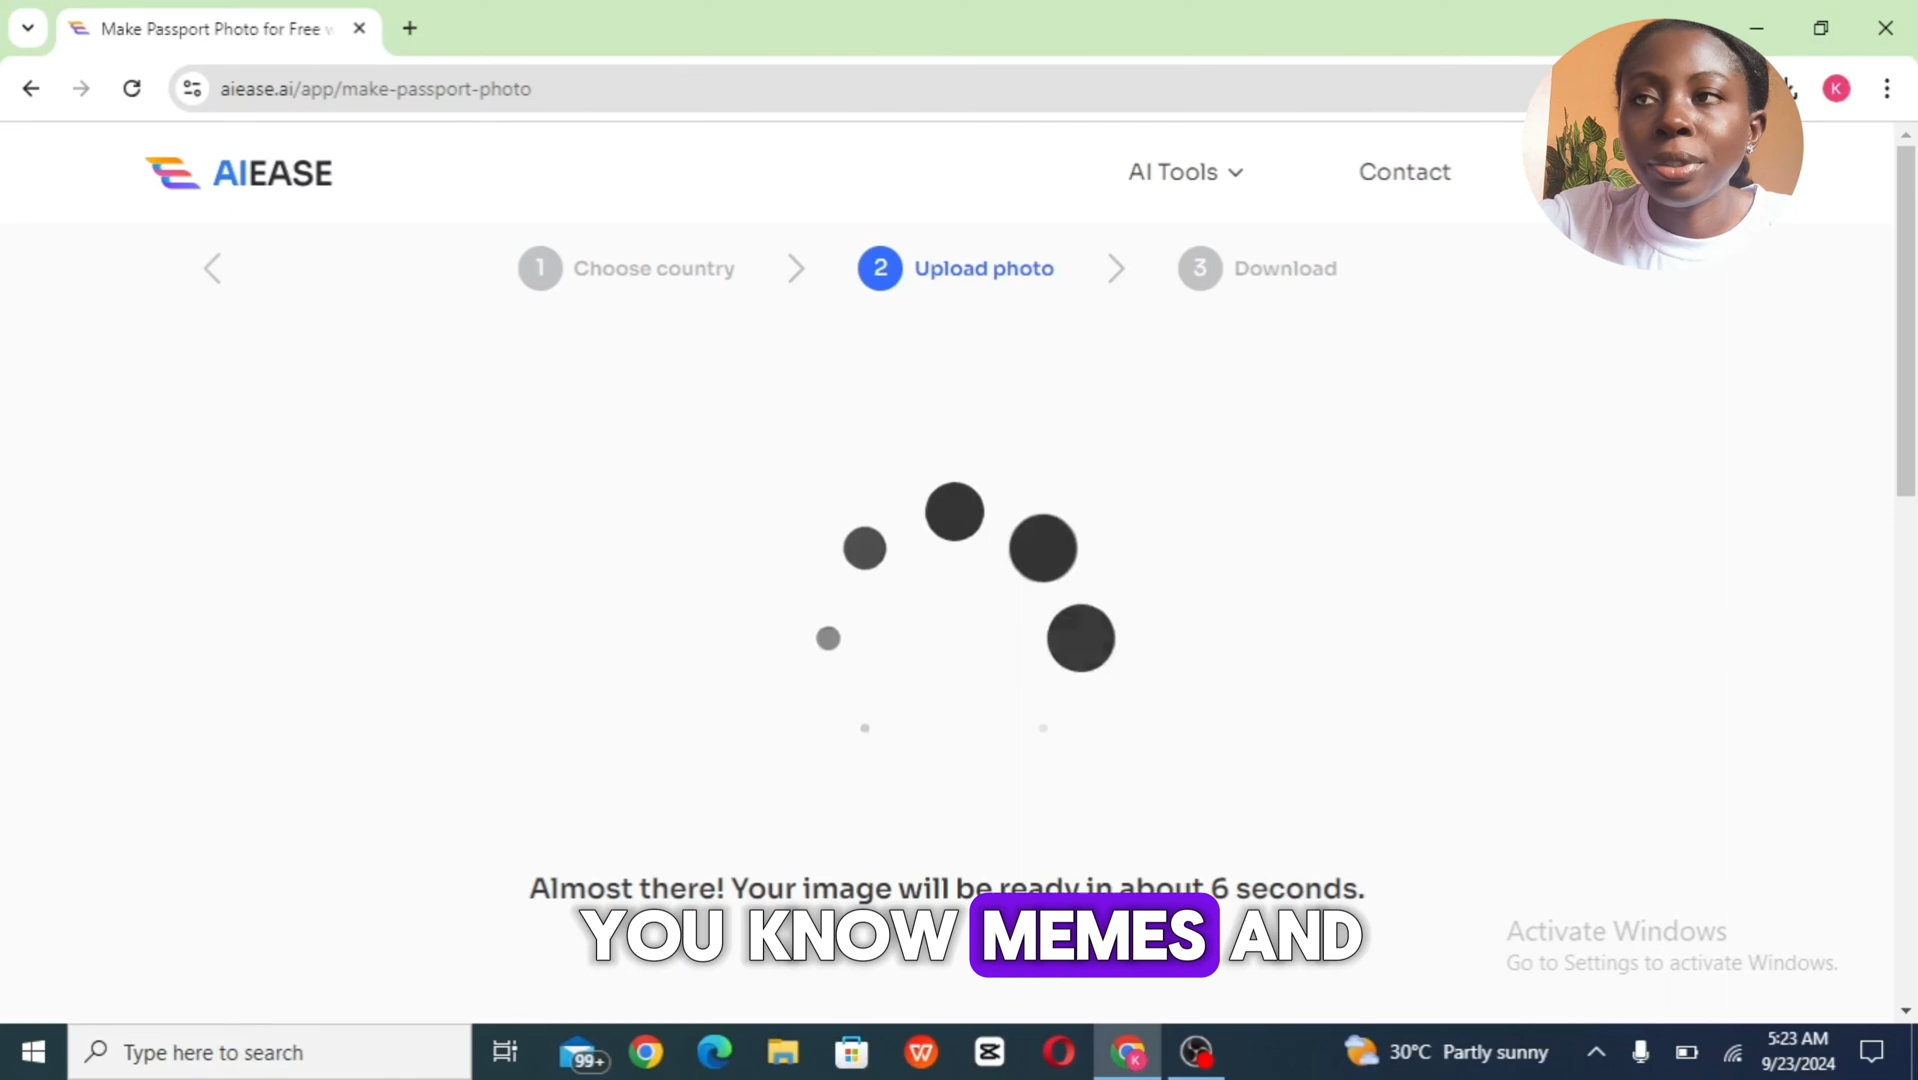 Make Passport Photo for Free w
aiease.ai/app/make-passport-photo
K
AIEASE
AI Tools
Contact
1 Choose country
2 Upload photo
3 Download
Almost there! Your image will be ready in about 6 seconds.
YOU KNOW MEMES AND
Activate Windows
Go to Settings to activate Windows.
Type here to search
99+
W
K
30°C Partly sunny
5:23 AM
9/23/2024